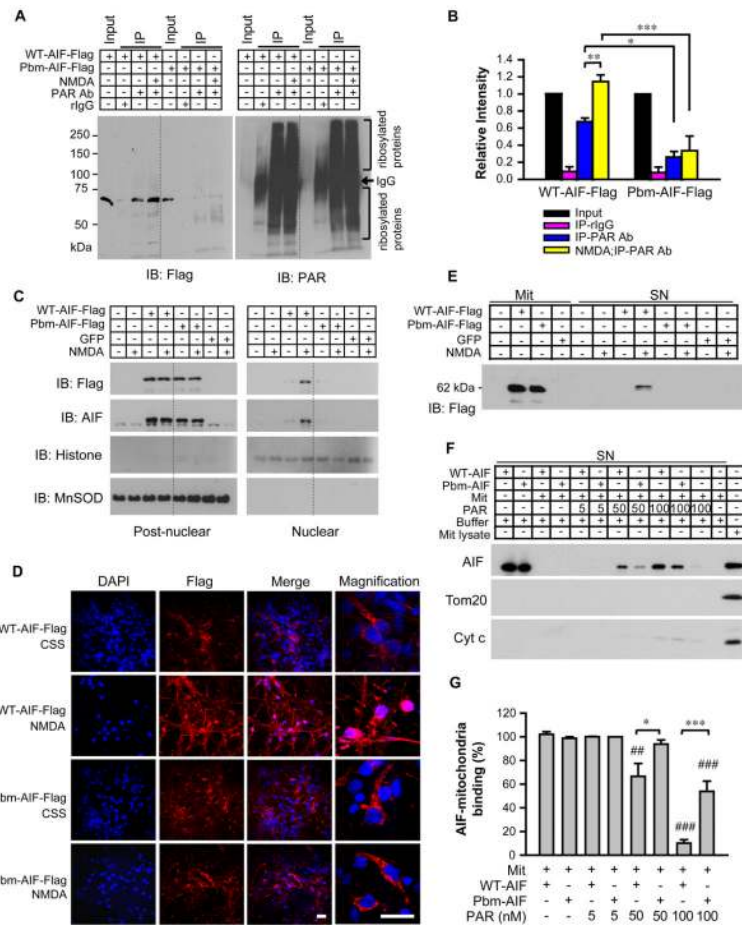 A
Input
IP
Input
IP
Input
IP
Input
IP
WT-AIF-Flag + + + + - - - - + + + + - - - -
Pbm-AIF-Flag - - - - + + + + - - - - + + + +
NMDA
PAR Ab
rIgG
250
150
100
75
50
kDa
ribosylated proteins
IgG
ribosylated proteins
IB: Flag
IB: PAR
B
*
***
**
Relative Intensity
1.4
1.2
1.0
0.8
0.6
0.4
0.2
0.0
WT-AIF-Flag Pbm-AIF-Flag
Input
IP-rIgG
IP-PAR Ab
NMDA;IP-PAR Ab
C
WT-AIF-Flag - - + + - - - - - - + + - - - -
Pbm-AIF-Flag - - - - + + - - - - - - + + - -
GFP - - - - - - + + - - - - - - + +
NMDA - + - + - + - + - + - + - + - +
IB: Flag
IB: AIF
IB: Histone
IB: MnSOD
Post-nuclear
Nuclear
D
DAPI Flag Merge Magnification
WT-AIF-Flag
CSS
WT-AIF-Flag
NMDA
bm-AIF-Flag
CSS
bm-AIF-Flag
NMDA
E
Mit SN
WT-AIF-Flag - + - - - - + + - - - -
Pbm-AIF-Flag - - + - - - - - + + - -
GFP - - - + - - - - - - + +
NMDA - - - - - + - + - + - +
62 kDa -
IB: Flag
F
SN
WT-AIF
Pbm-AIF
Mit
PAR 5 5 50 50 100 100 100
Buffer
Mit lysate
AIF
Tom20
Cyt c
G
AIF-mitochondria
binding (%)
120
100
80
60
40
20
0
##
*
###
***
###
Mit + + + + + + + +
WT-AIF + - + - + - + -
Pbm-AIF - + - + - + - +
PAR (nM) 5 5 50 50 100 100